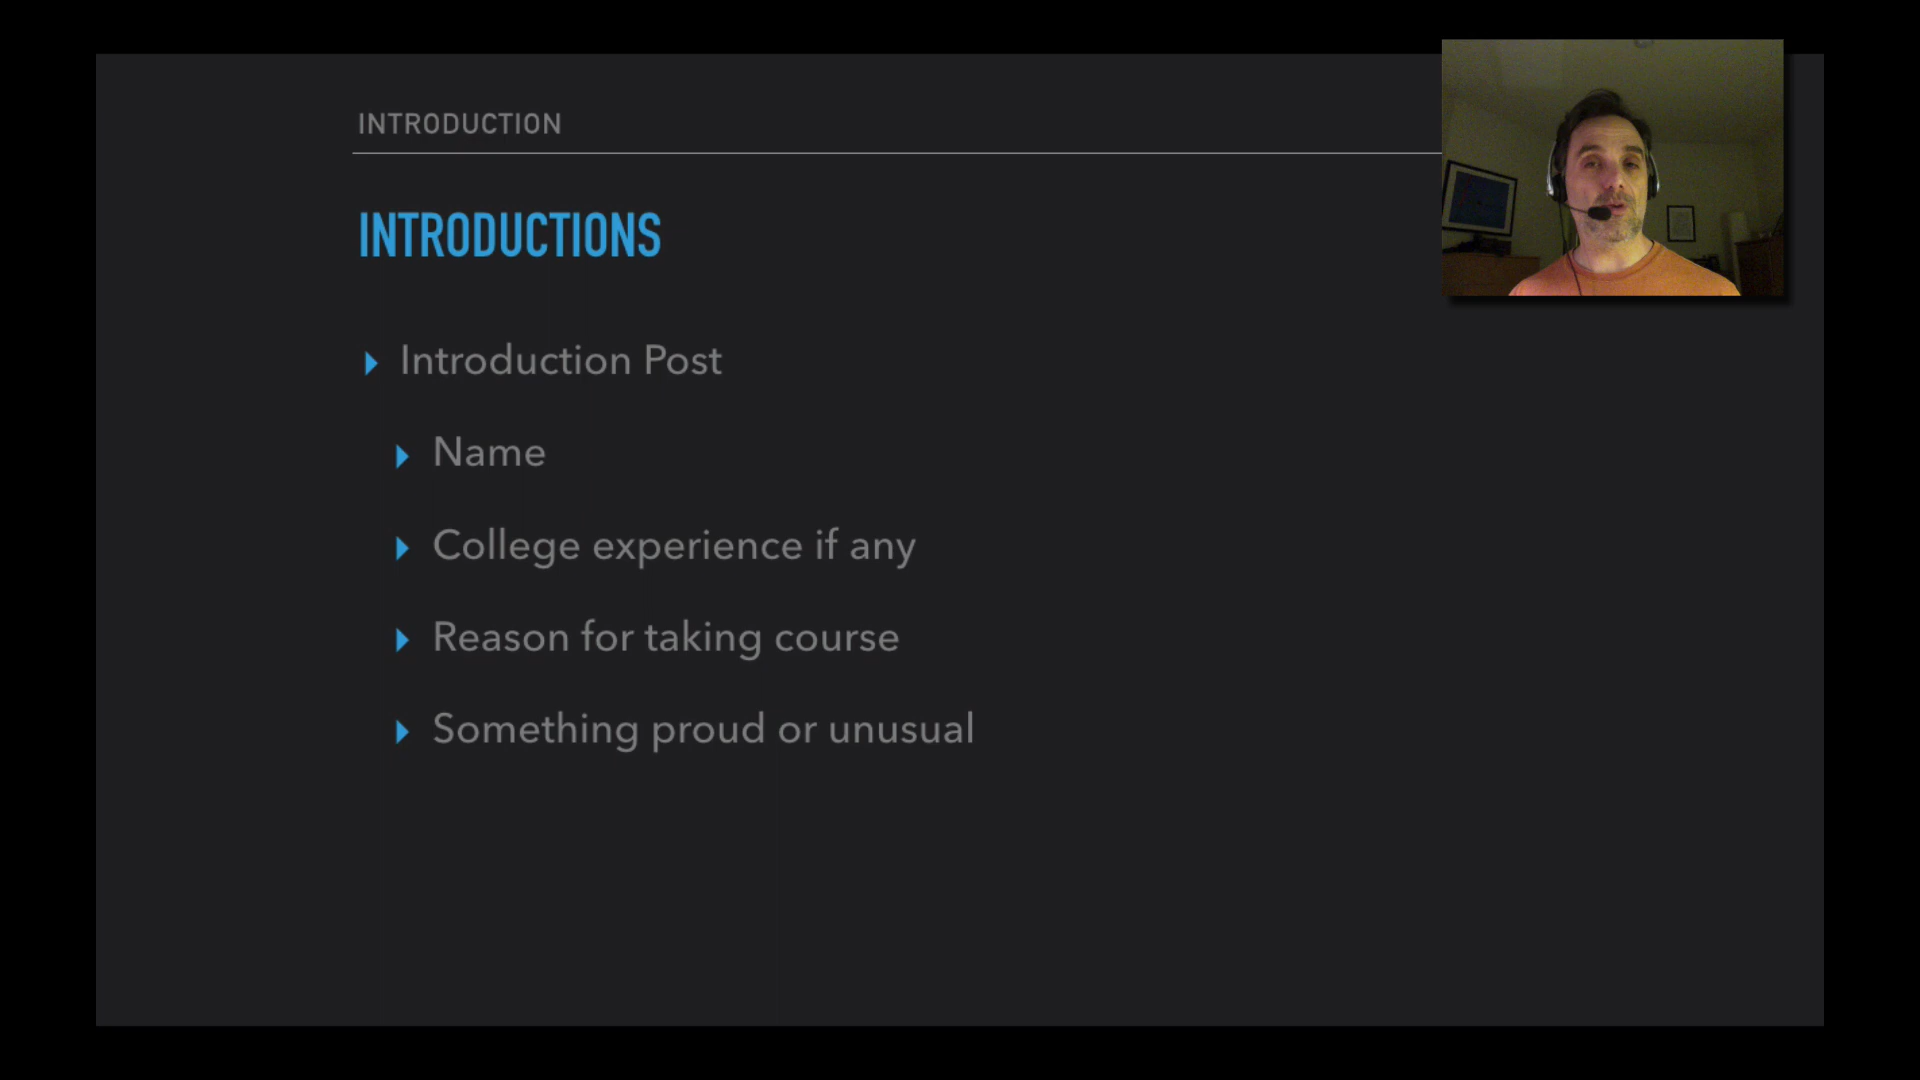 INTRODUCTION
INTRODUCTIONS
Introduction Post
Name
College experience if any
Reason for taking course
Something proud or unusual